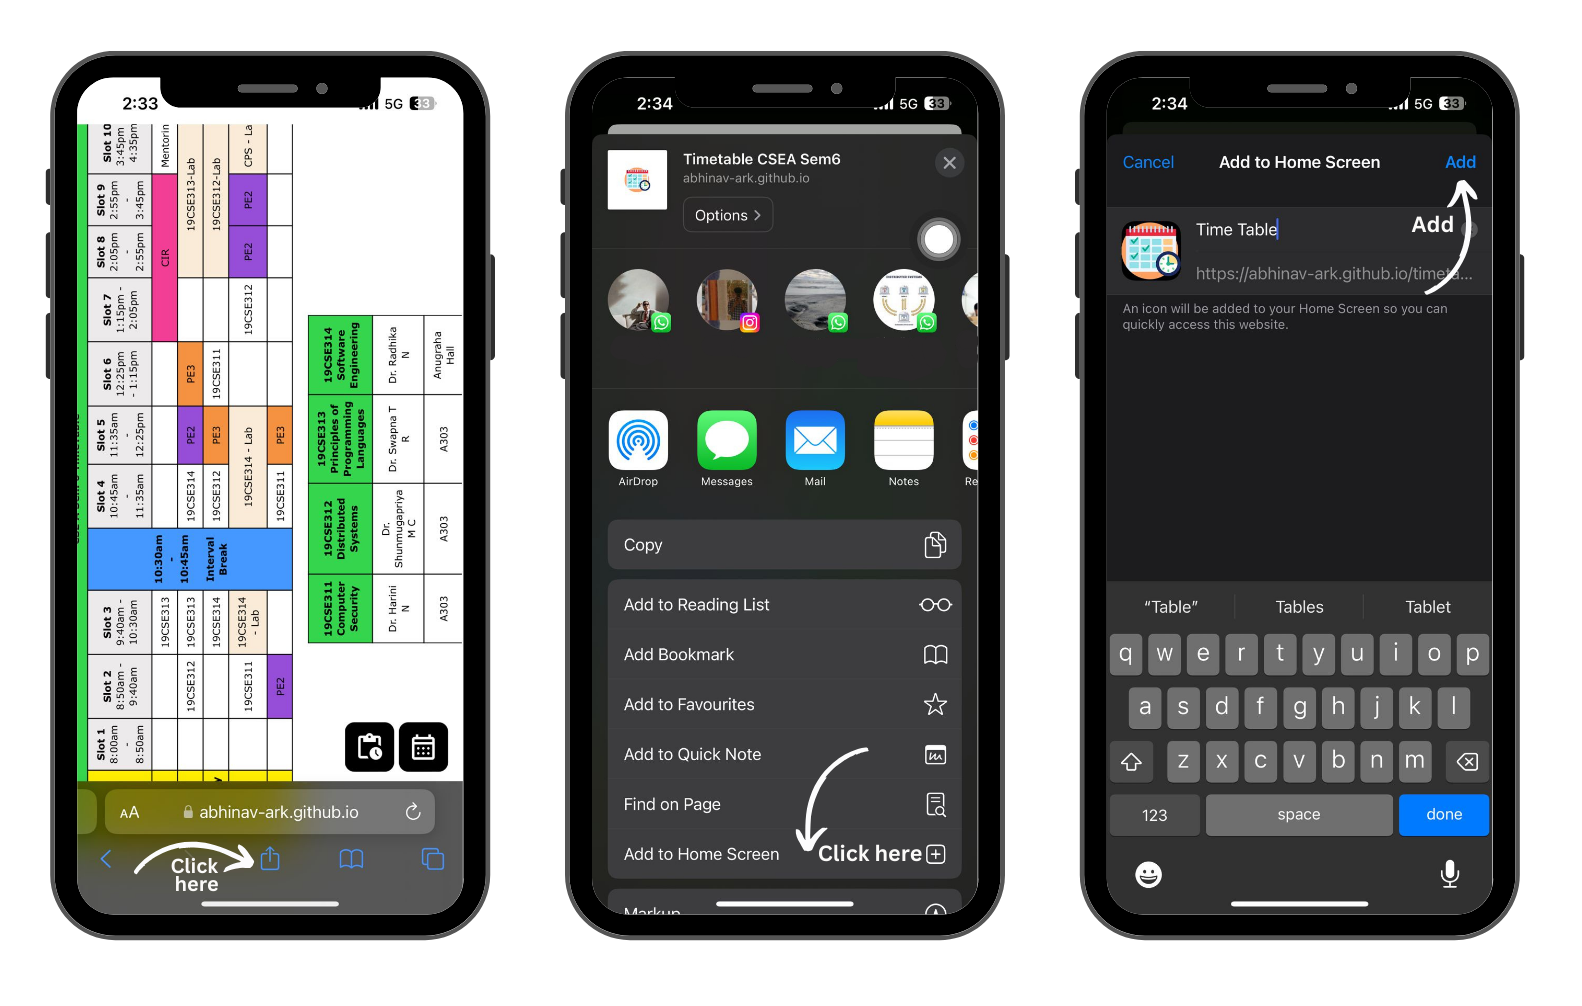 2:33
5G 33
Slot 10
3:45pm
-
4:35pm
Mentorin
19CSE313-Lab
19CSE312-Lab
CPS - La
Slot 9
2:55pm
-
3:45pm
CIR
PE2
Slot 8
2:05pm
-
2:55pm
PE2
Slot 7
1:15pm -
2:05pm
19CSE312
Slot 6
12:25pm
- 1:15pm
PE3
19CSE311
Slot 5
11:35am
-
12:25pm
PE2
PE3
19CSE314 - Lab
PE3
Slot 4
10:45am
-
11:35am
19CSE314
19CSE312
19CSE311
10:30am
-
10:45am
Interval
Break
Slot 3
9:40am -
10:30am
19CSE313
19CSE313
19CSE314
19CSE314
- Lab
Slot 2
8:50am -
9:40am
19CSE312
19CSE311
PE2
Slot 1
8:00am
-
8:50am
19CSE314
Software
Engineering
Dr. Radhika
N
Anugraha
Hall
19CSE313
Principles of
Programming
Languages
Dr. Swapna T
R
A303
19CSE312
Distributed
Systems
Dr.
Shunmugapriya
M C
A303
19CSE311
Computer
Security
Dr. Harini
N
A303
AA abhinav-ark.github.io
Click
here
2:34
5G 33
Timetable CSEA Sem6
abhinav-ark.github.io
Options
AirDrop Messages Mail Notes Re
Copy
Add to Reading List
Add Bookmark
Add to Favourites
Add to Quick Note
Find on Page
Add to Home Screen
Click here
Markup
2:34
5G 33
Cancel Add to Home Screen Add
Time Table
Add
https://abhinav-ark.github.io/timeta...
An icon will be added to your Home Screen so you can
quickly access this website.
“Table” Tables Tablet
q w e r t y u i o p
a s d f g h j k l
z x c v b n m
123 space done